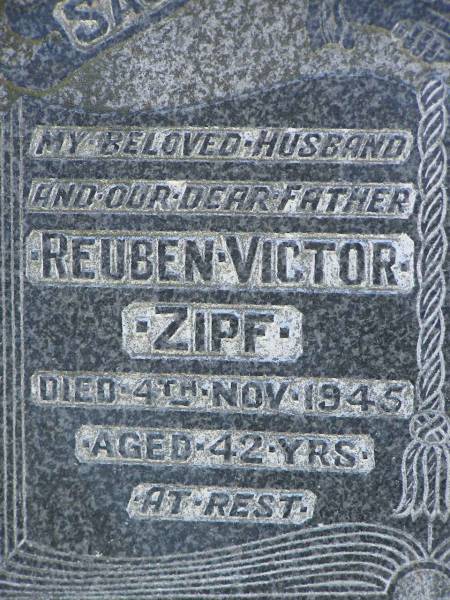 MY·BELOVED·HUSBAND
AND·OUR·DEAR·FATHER
·REUBEN·VICTOR·
·ZIPF·
DIED·4TH·NOV·1945
·AGED·42·YRS·
·AT·REST·